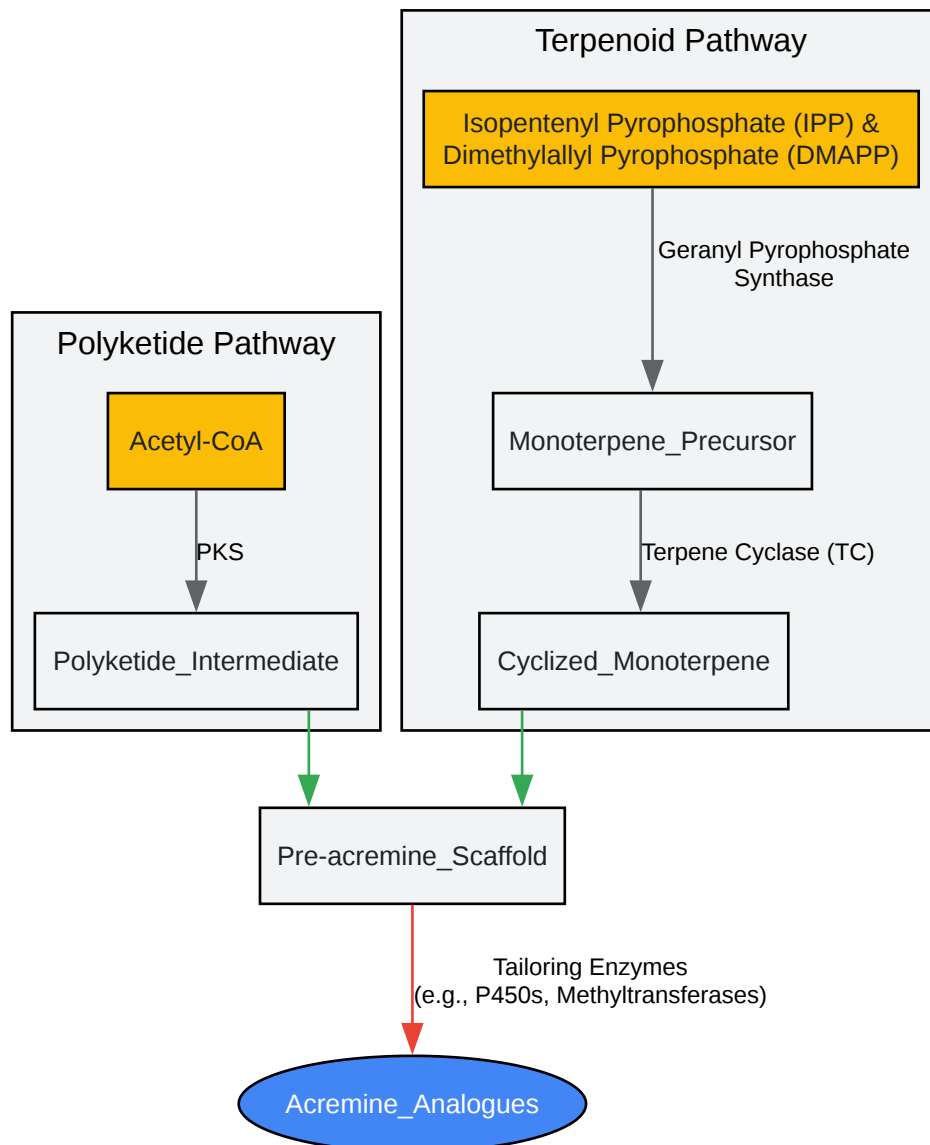 Terpenoid Pathway
Isopentenyl Pyrophosphate (IPP) &
Dimethylallyl Pyrophosphate (DMAPP)
Geranyl Pyrophosphate
Synthase
Polyketide Pathway
Acetyl-CoA
Monoterpene_Precursor
PKS
Terpene Cyclase (TC)
Polyketide_Intermediate
Cyclized_Monoterpene
Pre-acremine_Scaffold
Tailoring Enzymes
(e.g., P450s, Methyltransferases)
Acremine_Analogues